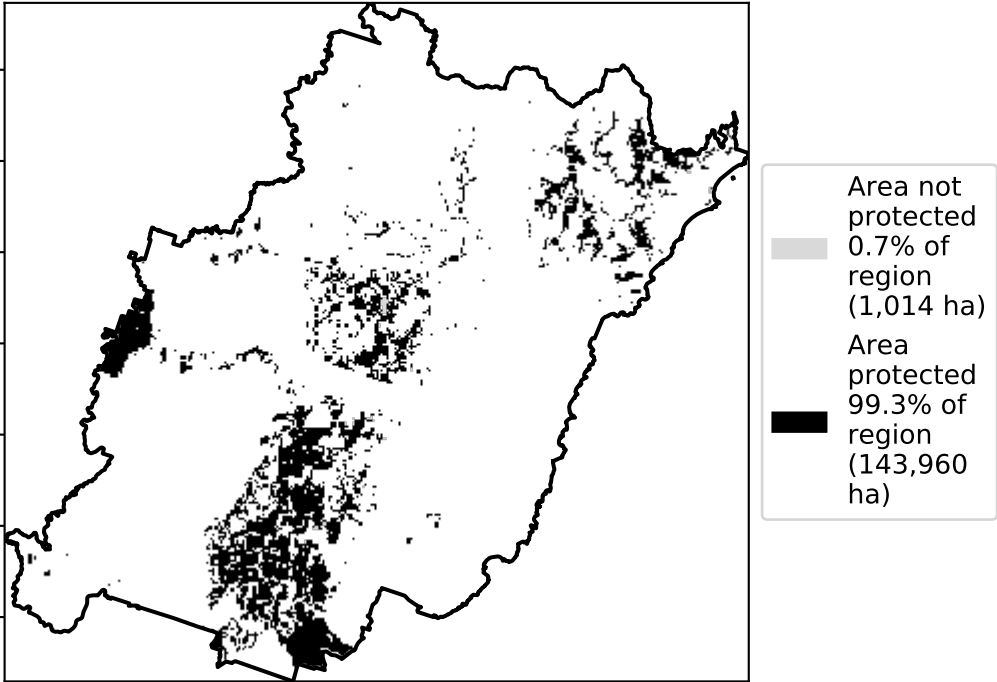 Area not
protected
0.7% of
region
(1,014 ha)
Area
protected
99.3% of
region
(143,960
ha)